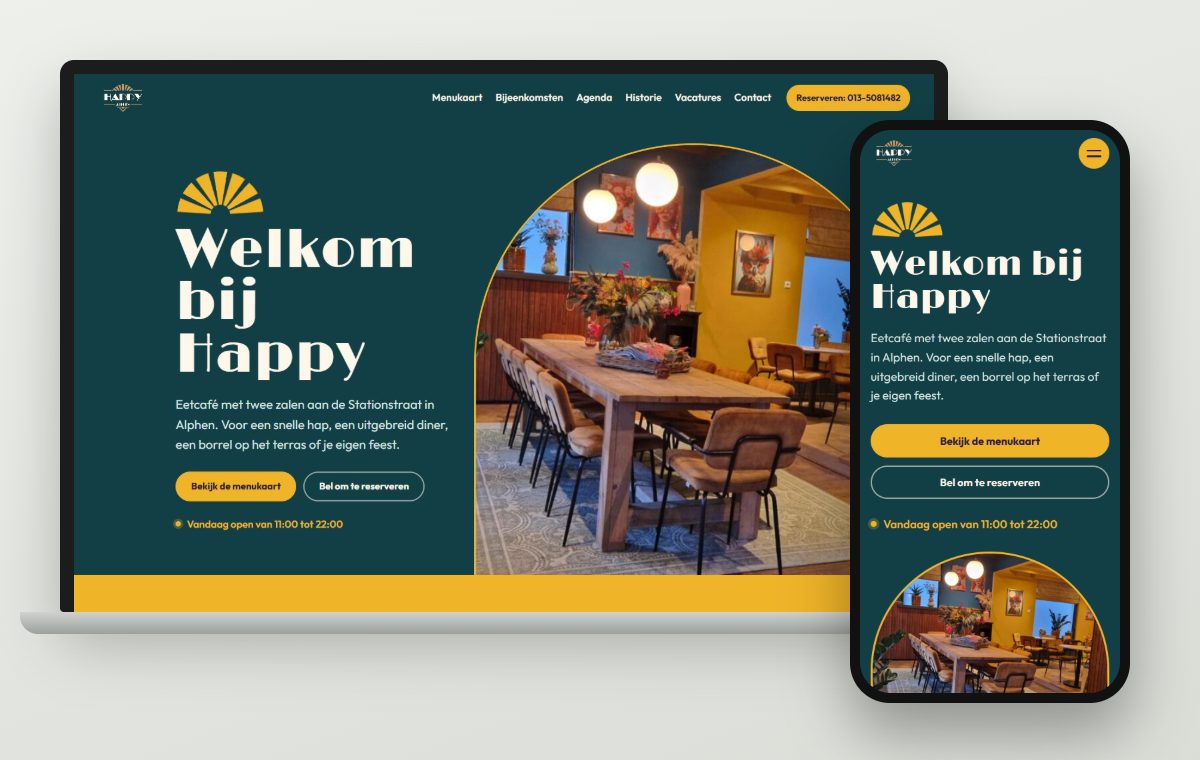 HAPPY
ALPHEN
Menukaart Bijeenkomsten Agenda Historie Vacatures Contact Reserveren: 013-5081482
Welkom
bij
Happy
Eetcafé met twee zalen aan de Stationstraat in
Alphen. Voor een snelle hap, een uitgebreid diner,
een borrel op het terras of je eigen feest.
Bekijk de menukaart Bel om te reserveren
Vandaag open van 11:00 tot 22:00
HAPPY
ALPHEN
Welkom bij
Happy
Eetcafé met twee zalen aan de Stationstraat
in Alphen. Voor een snelle hap, een
uitgebreid diner, een borrel op het terras of
je eigen feest.
Bekijk de menukaart
Bel om te reserveren
Vandaag open van 11:00 tot 22:00